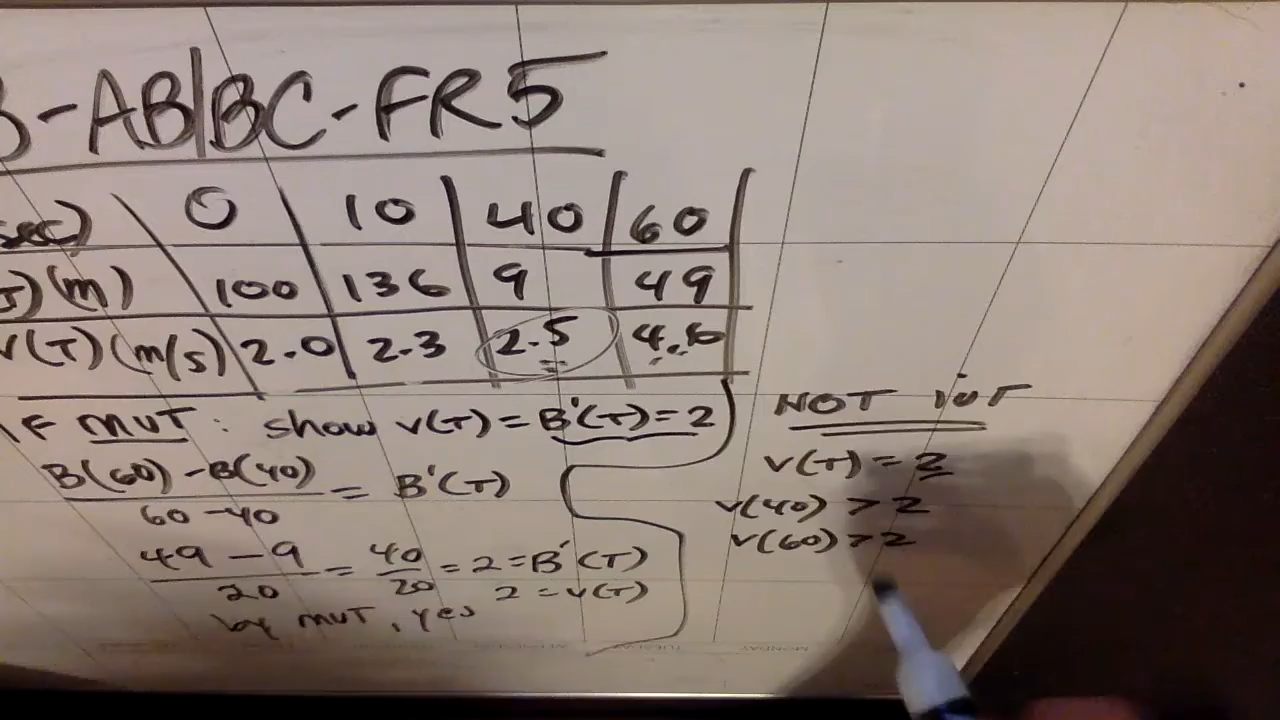 B-AB|BC-FR5
sec) 0 10 40 60
T)(m) 100 136 9 49
v(T)(m/s) 2.0 2.3 2.5 4.6
IF MVT: show v(T) = B'(T) = 2
B(60) - B(40) / 60 - 40 = B'(T)
49 - 9 / 20 = 40 / 20 = 2 = B'(T)
2 = v(T)
by MVT, yes
NOT IVT
v(T) = 2
v(40) > 2
v(60) > 2